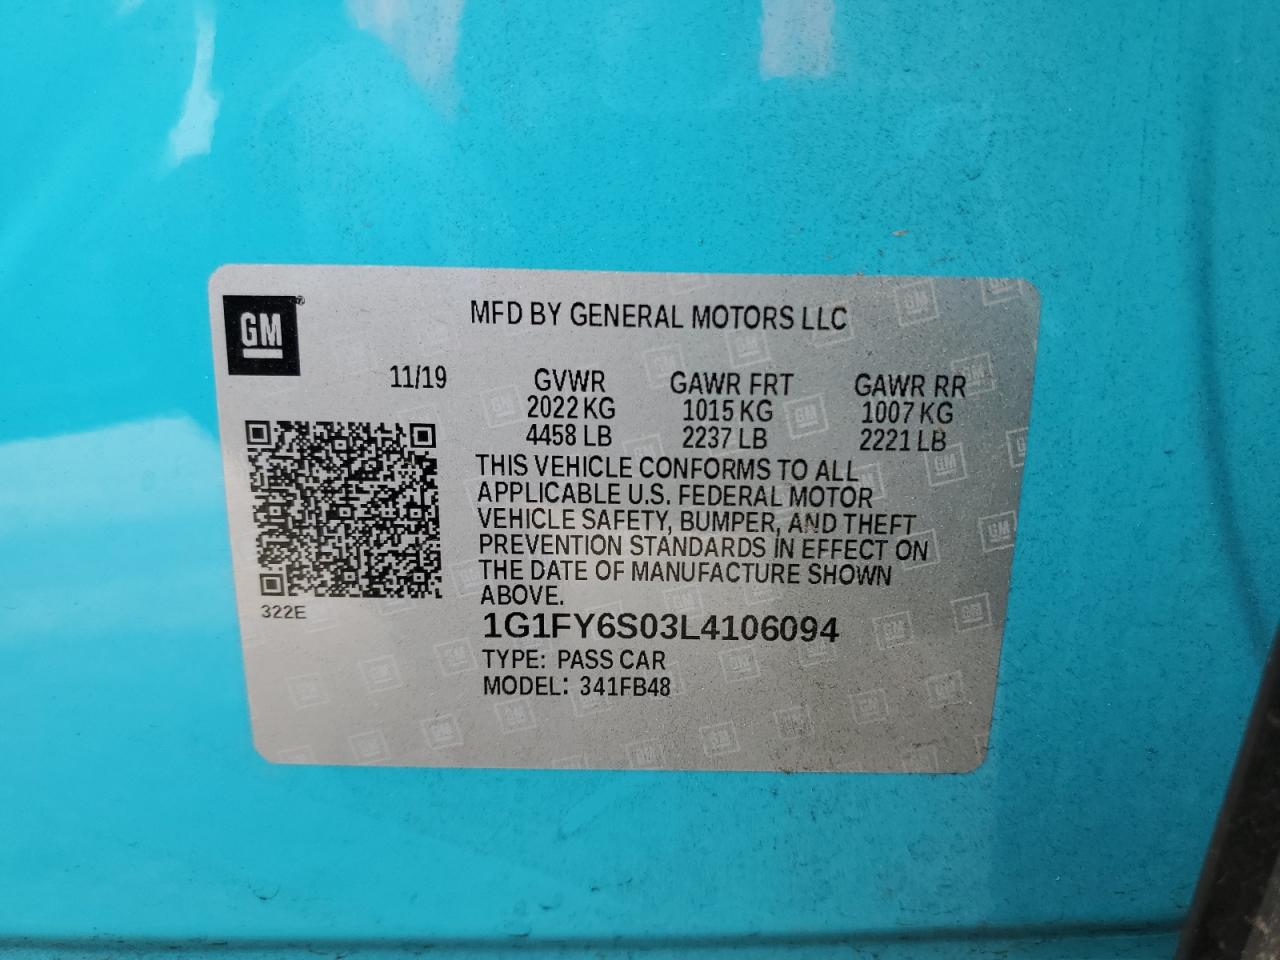 GM®
MFD BY GENERAL MOTORS LLC
11/19
GVWR GAWR FRT GAWR RR
2022 KG 1015 KG 1007 KG
4458 LB 2237 LB 2221 LB
THIS VEHICLE CONFORMS TO ALL
APPLICABLE U.S. FEDERAL MOTOR
VEHICLE SAFETY, BUMPER, AND THEFT
PREVENTION STANDARDS IN EFFECT ON
THE DATE OF MANUFACTURE SHOWN
ABOVE.
322E
1G1FY6S03L4106094
TYPE: PASS CAR
MODEL: 341FB48